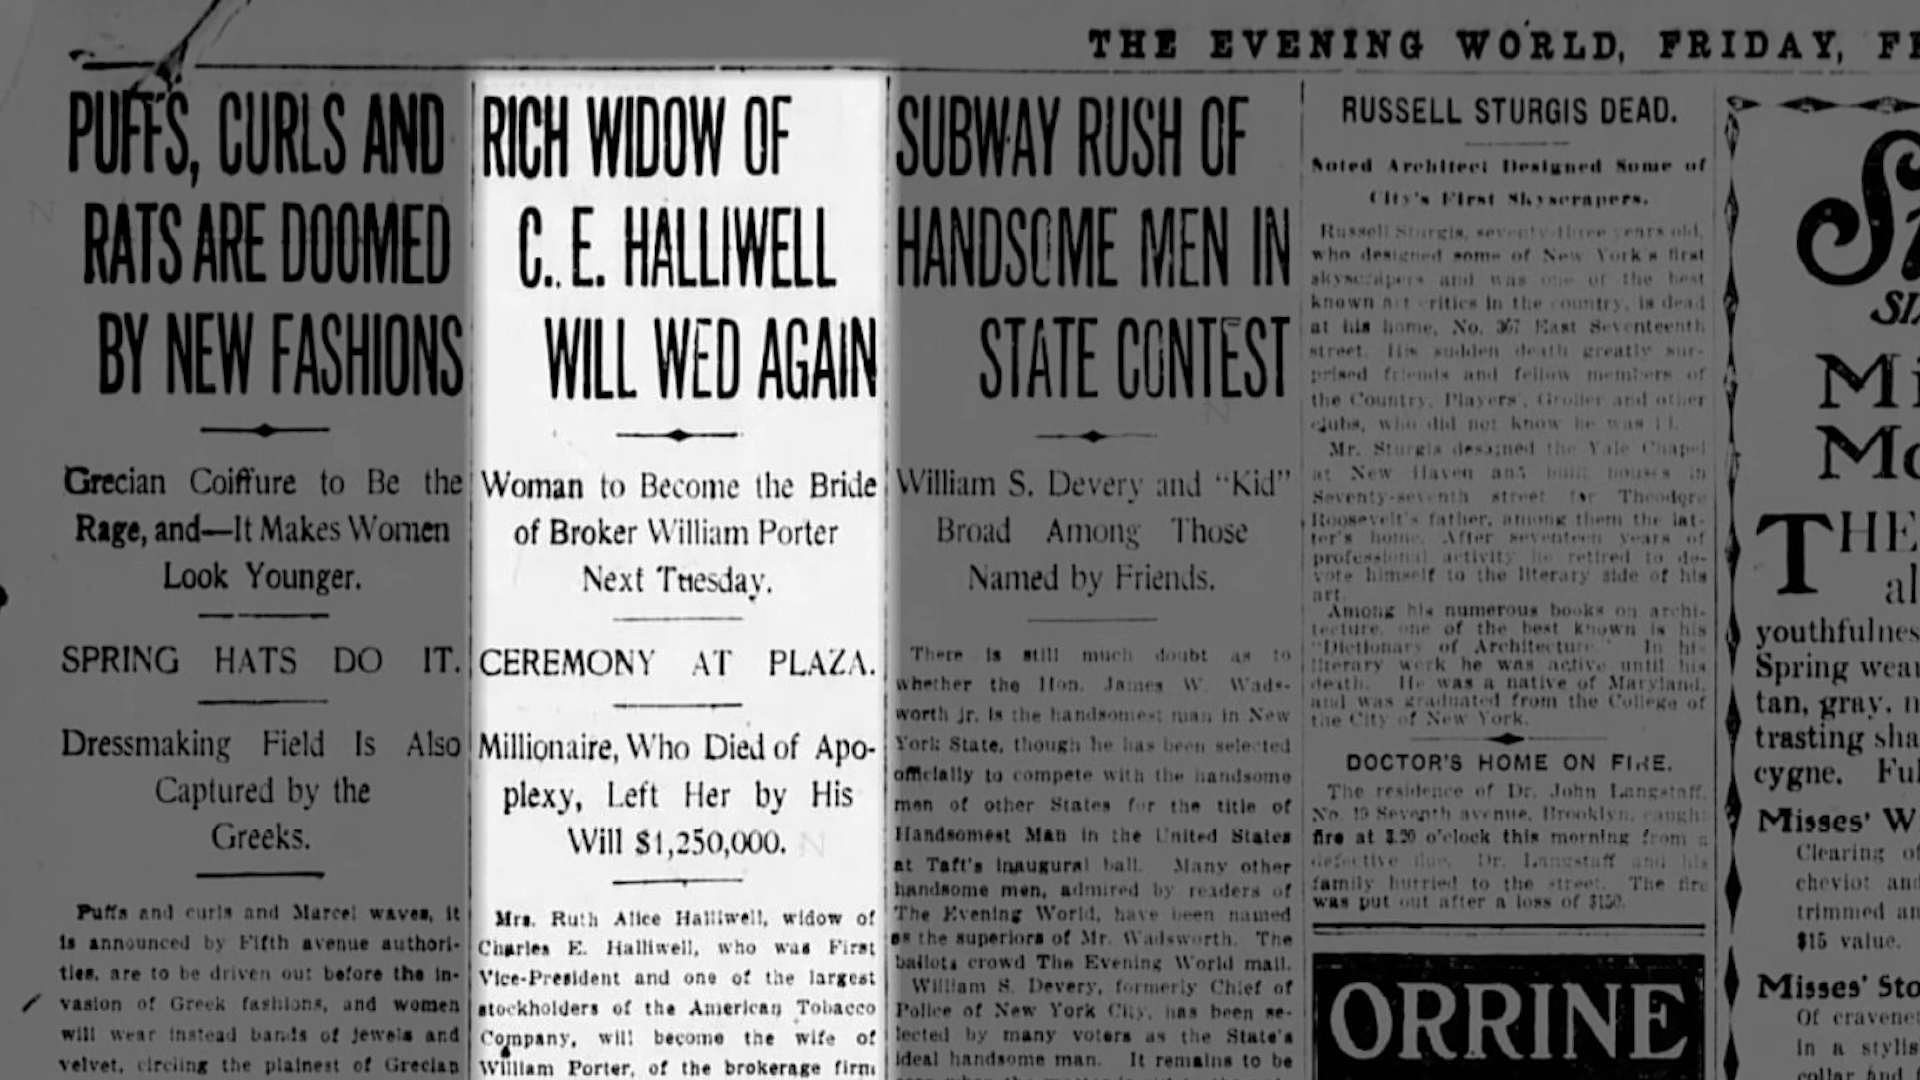 THE EVENING WORLD, FRIDAY,
PUFFS, CURLS AND
RATS ARE DOOMED
BY NEW FASHIONS
Grecian Coiffure to Be the
Rage, and—It Makes Women
Look Younger.
SPRING HATS DO IT.
Dressmaking Field Is Also
Captured by the
Greeks.
Puffs and curls and Marcel waves, it
is announced by Fifth avenue authori-
ties, are to be driven out before the in-
vasion of Greek fashions, and women
will wear instead bands of jewels and
velvet, circling the plainest of Grecian
RICH WIDOW OF
C. E. HALLIWELL
WILL WED AGAIN
Woman to Become the Bride
of Broker William Porter
Next Tuesday.
CEREMONY AT PLAZA.
Millionaire, Who Died of Apo-
plexy, Left Her by His
Will $1,250,000.
Mrs. Ruth Alice Halliwell, widow of
Charles E. Halliwell, who was First
Vice-President and one of the largest
stockholders of the American Tobacco
Company, will become the wife of
William Porter, of the brokerage firm
SUBWAY RUSH OF
HANDSOME MEN IN
STATE CONTEST
William S. Devery and "Kid"
Broad Among Those
Named by Friends.
There is still much doubt as to
whether the Hon. James W. Wads-
worth jr. is the handsomest man in New
York State, though he has been selected
officially to compete with the handsome
men of other States for the title of
Handsomest Man in the United States
at Taft's inaugural ball. Many other
handsome men, admired by readers of
The Evening World, have been named
as the superiors of Mr. Wadsworth. The
ballots crowd The Evening World mail.
William S. Devery, formerly Chief of
Police of New York City, has been se-
lected by many voters as the State's
ideal handsome man. It remains to be
RUSSELL STURGIS DEAD.
Noted Architect Designed Some of
City's First Skyscrapers.
Russell Sturgis, seventy-three years old,
who designed some of New York's first
skyscrapers and was one of the best
known art critics in the country, is dead
at his home, No. 307 East Seventeenth
street. His sudden death greatly sur-
prised friends and fellow members of
the Country, Players', Grolier and other
clubs, who did not know he was ill.
Mr. Sturgis designed the Yale Chapel
at New Haven and built houses in
Seventy-seventh street for Theodore
Roosevelt's father, among them the lat-
ter's home. After seventeen years of
professional activity he retired to de-
vote himself to the literary side of his
art.
Among his numerous books on archi-
tecture, one of the best known is his
"Dictionary of Architecture." In his
literary work he was active until his
death. He was a native of Maryland,
and was graduated from the College of
the City of New York.
DOCTOR'S HOME ON FIRE.
The residence of Dr. John Langstaff,
No. 19 Seventh avenue, Brooklyn, caught
fire at 3.20 o'clock this morning from a
defective flue. Dr. Langstaff and his
family hurried to the street. The fire
was put out after a loss of $150.
ORRINE
THE
youthfulnes
Spring wear
tan, gray,
trasting sha
cygne.
Misses' W
Clearing of
cheviot and
trimmed an
$15 value.
Misses' Sto
Of cravenet
in a stylis
collar and